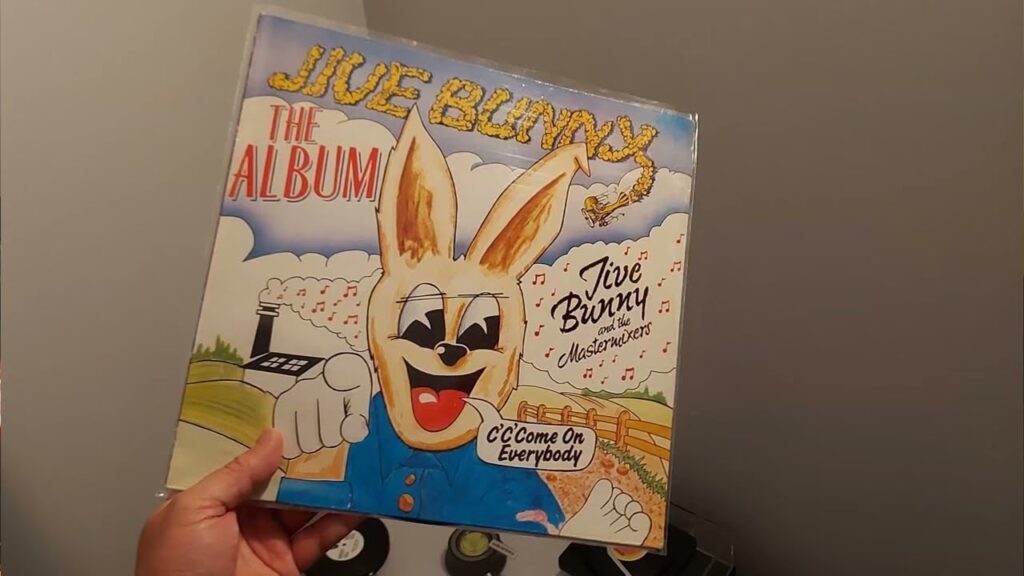 JIVE BUNNY
THE
ALBUM
Jive
Bunny
and the
Mastermixers
C'C'Come On
Everybody